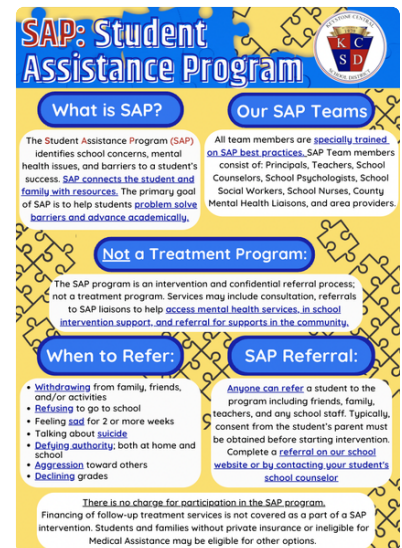 SAP: Student
Assistance Program
KEYSTONE CENTRAL
K C
S D
SCHOOL DISTRICT
What is SAP?
The Student Assistance Program (SAP)
identifies school concerns, mental
health issues, and barriers to a student's
success. SAP connects the student and
family with resources. The primary goal
of SAP is to help students problem solve
barriers and advance academically.
Our SAP Teams
All team members are specially trained
on SAP best practices. SAP Team members
consist of: Principals, Teachers, School
Counselors, School Psychologists, School
Social Workers, School Nurses, County
Mental Health Liaisons, and area providers.
Not a Treatment Program:
The SAP program is an intervention and confidential referral process;
not a treatment program. Services may include consultation, referrals
to SAP liaisons to help access mental health services, in school
intervention support, and referral for supports in the community.
When to Refer:
• Withdrawing from family, friends,
and/or activities
• Refusing to go to school
• Feeling sad for 2 or more weeks
• Talking about suicide
• Defying authority; both at home and
school
• Aggression toward others
• Declining grades
SAP Referral:
Anyone can refer a student to the
program including friends, family,
teachers, and any school staff. Typically,
consent from the student's parent must
be obtained before starting intervention.
Complete a referral on our school
website or by contacting your student's
school counselor
There is no charge for participation in the SAP program.
Financing of follow-up treatment services is not covered as a part of a SAP
intervention. Students and families without private insurance or ineligible for
Medical Assistance may be eligible for other options.